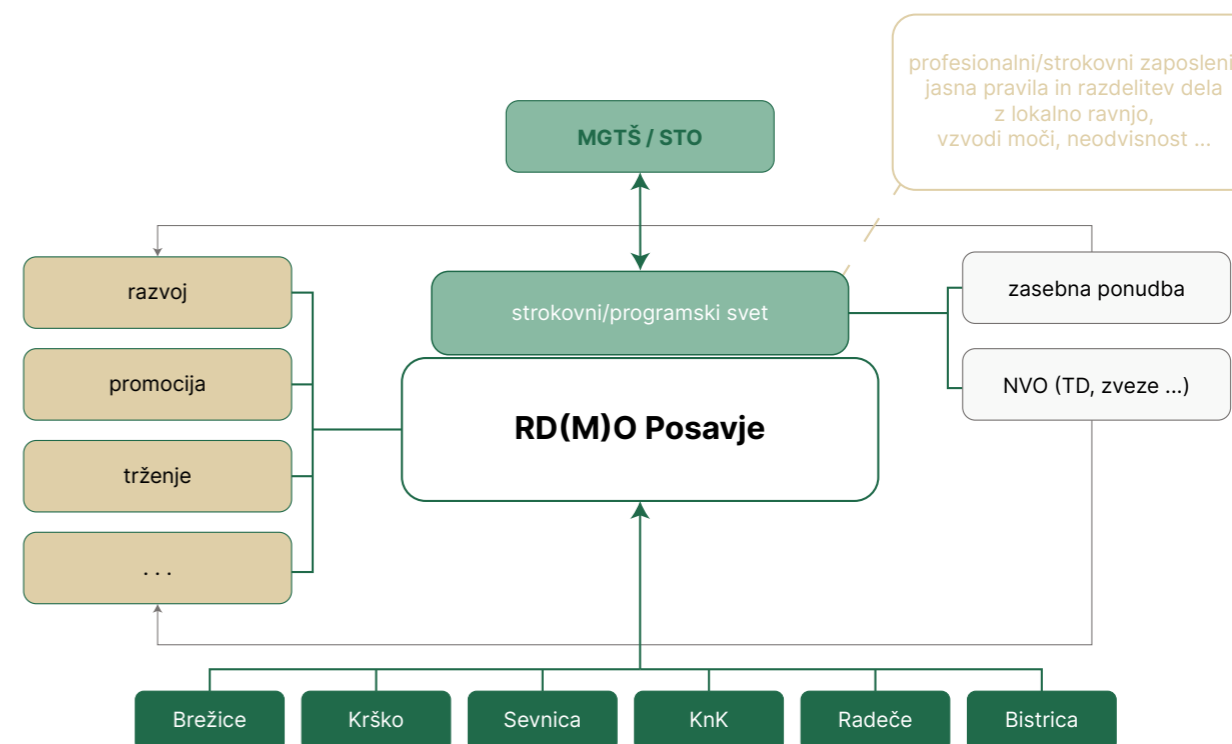 profesionalni/strokovni zaposleni
jasna pravila in razdelitev dela
z lokalno ravnjo,
vzvodi moči, neodvisnost ...
MGTŠ / STO
razvoj
promocija
trženje
...
strokovni/programski svet
RD(M)O Posavje
zasebna ponudba
NVO (TD, zveze ...)
Brežice
Krško
Sevnica
KnK
Radeče
Bistrica